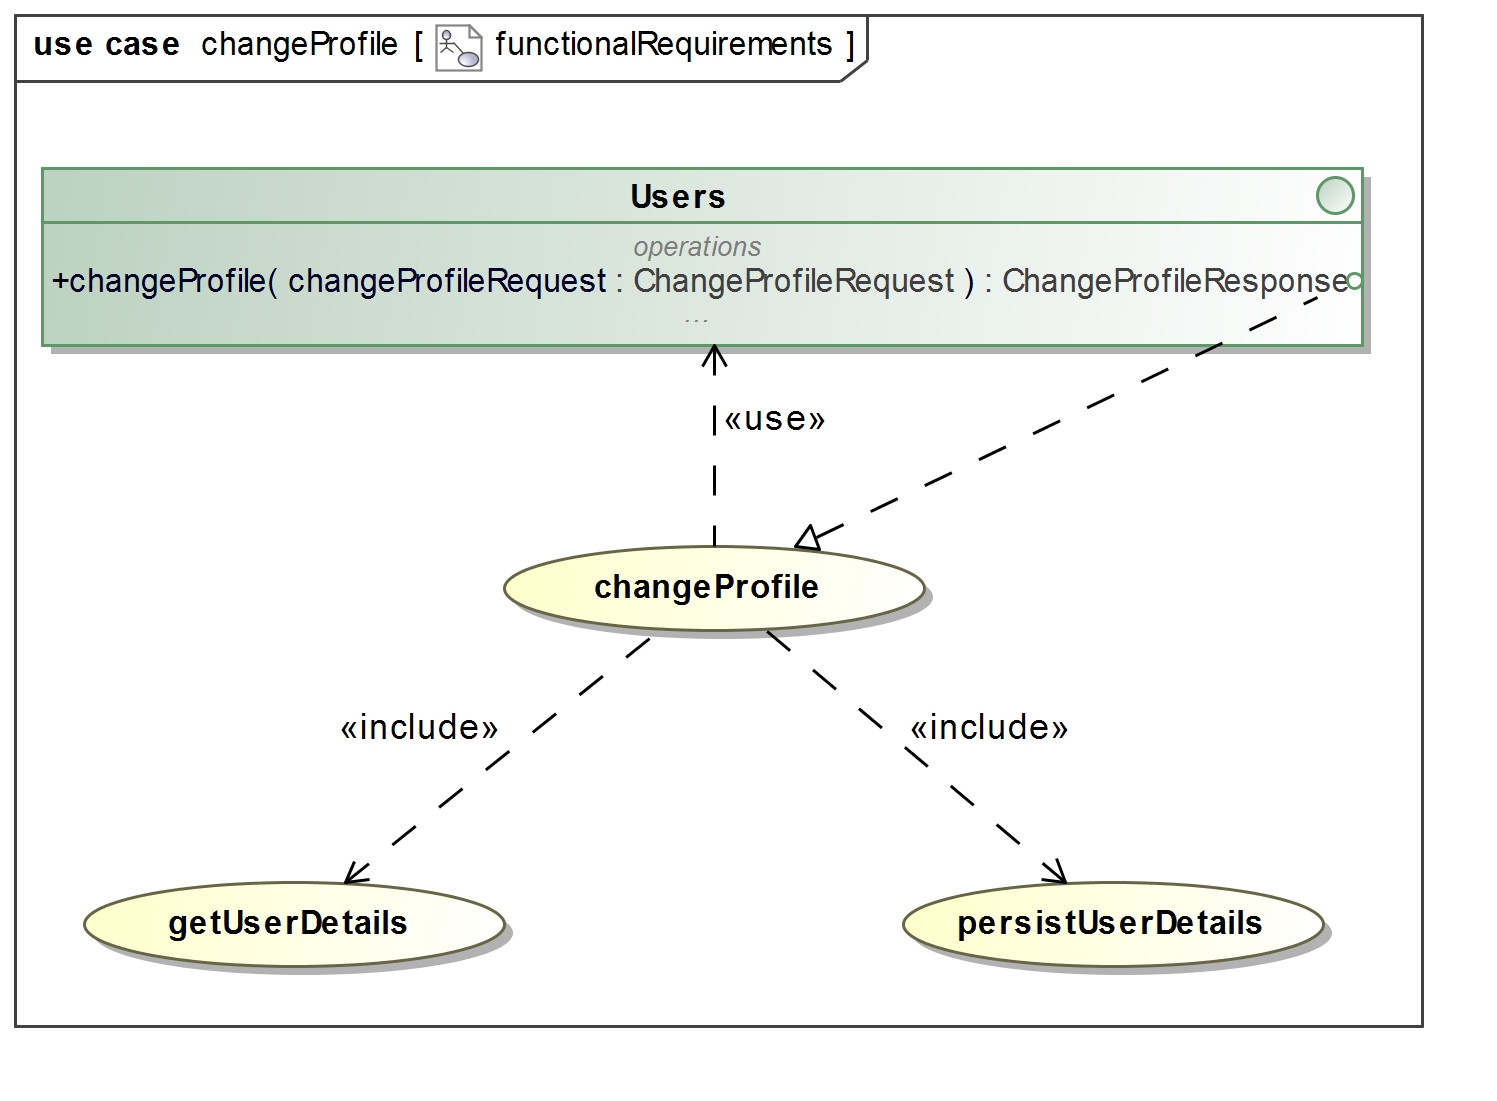 use case changeProfile [ functionalRequirements ]
Users
operations
+changeProfile( changeProfileRequest : ChangeProfileRequest ) : ChangeProfileResponse
...
«use»
changeProfile
«include» «include»
getUserDetails persistUserDetails